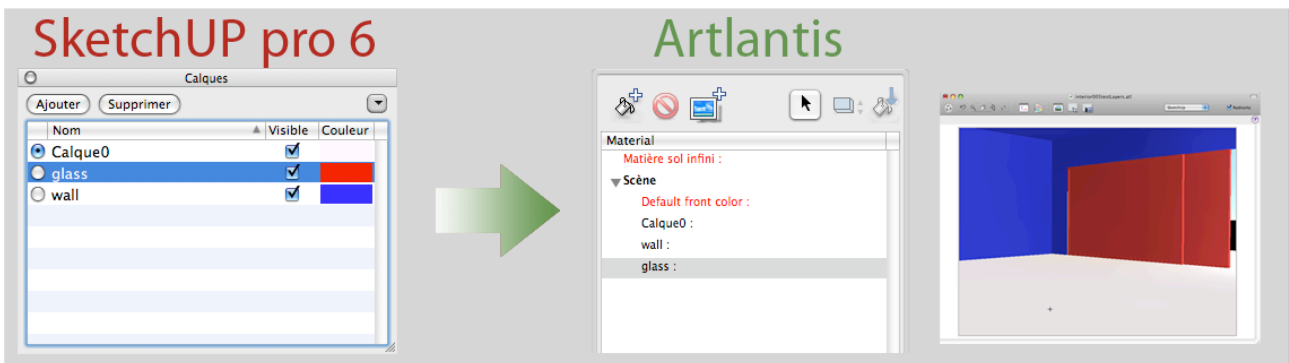 SketchUP pro 6
Artlantis
Calques
Ajouter Supprimer
Nom Visible Couleur
Calque0
glass
wall
Material
Matière sol infini :
Scène
Default front color :
Calque0 :
wall :
glass :